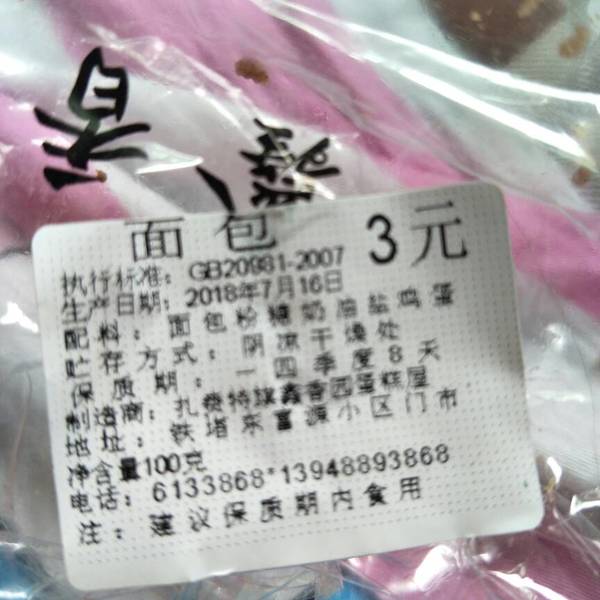 香
面包 3元
执行标准: GB20981-2007
生产日期: 2018年7月16日
配料: 面包粉糖奶油盐鸡蛋
贮存方式: 阴凉干燥处
保质期: 一四季度8天
制造商: 扎赉特旗鑫香园蛋糕屋
地址: 铁塔东富源小区门市
净含量100克
电话: 6133868*13948893868
注: 建议保质期内食用